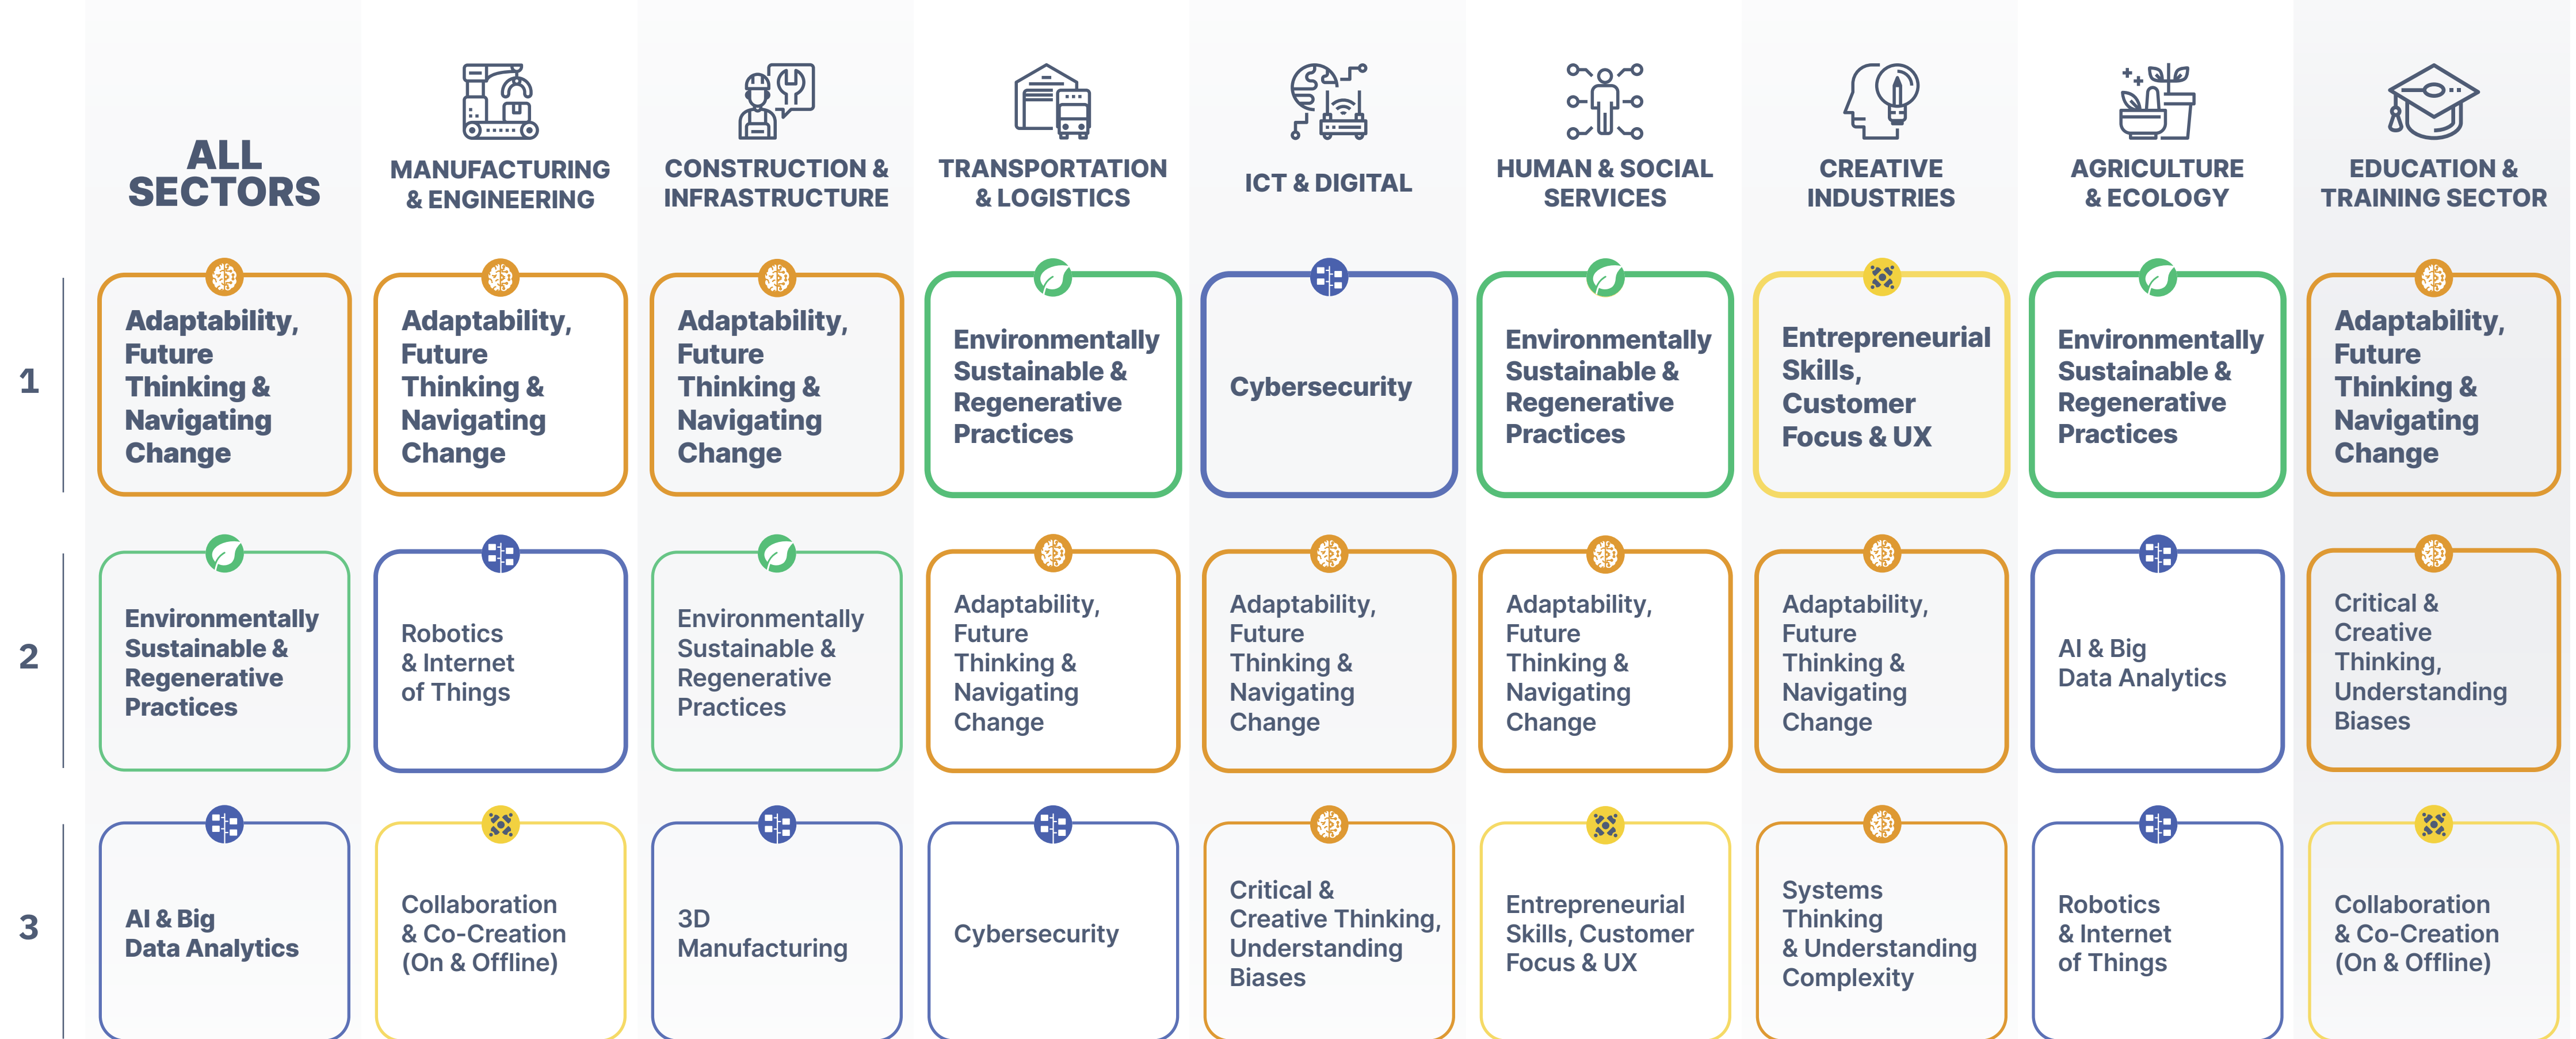 ALL
SECTORS
MANUFACTURING
& ENGINEERING
CONSTRUCTION &
INFRASTRUCTURE
TRANSPORTATION
& LOGISTICS
ICT & DIGITAL
HUMAN & SOCIAL
SERVICES
CREATIVE
INDUSTRIES
AGRICULTURE
& ECOLOGY
EDUCATION &
TRAINING SECTOR
1
Adaptability,
Future
Thinking &
Navigating
Change
Adaptability,
Future
Thinking &
Navigating
Change
Adaptability,
Future
Thinking &
Navigating
Change
Environmentally
Sustainable &
Regenerative
Practices
Cybersecurity
Environmentally
Sustainable &
Regenerative
Practices
Entrepreneurial
Skills,
Customer
Focus & UX
Environmentally
Sustainable &
Regenerative
Practices
Adaptability,
Future
Thinking &
Navigating
Change
2
Environmentally
Sustainable &
Regenerative
Practices
Robotics
& Internet
of Things
Environmentally
Sustainable &
Regenerative
Practices
Adaptability,
Future
Thinking &
Navigating
Change
Adaptability,
Future
Thinking &
Navigating
Change
Adaptability,
Future
Thinking &
Navigating
Change
Adaptability,
Future
Thinking &
Navigating
Change
AI & Big
Data Analytics
Critical &
Creative
Thinking,
Understanding
Biases
3
AI & Big
Data Analytics
Collaboration
& Co-Creation
(On & Offline)
3D
Manufacturing
Cybersecurity
Critical &
Creative Thinking,
Understanding
Biases
Entrepreneurial
Skills, Customer
Focus & UX
Systems
Thinking
& Understanding
Complexity
Robotics
& Internet
of Things
Collaboration
& Co-Creation
(On & Offline)